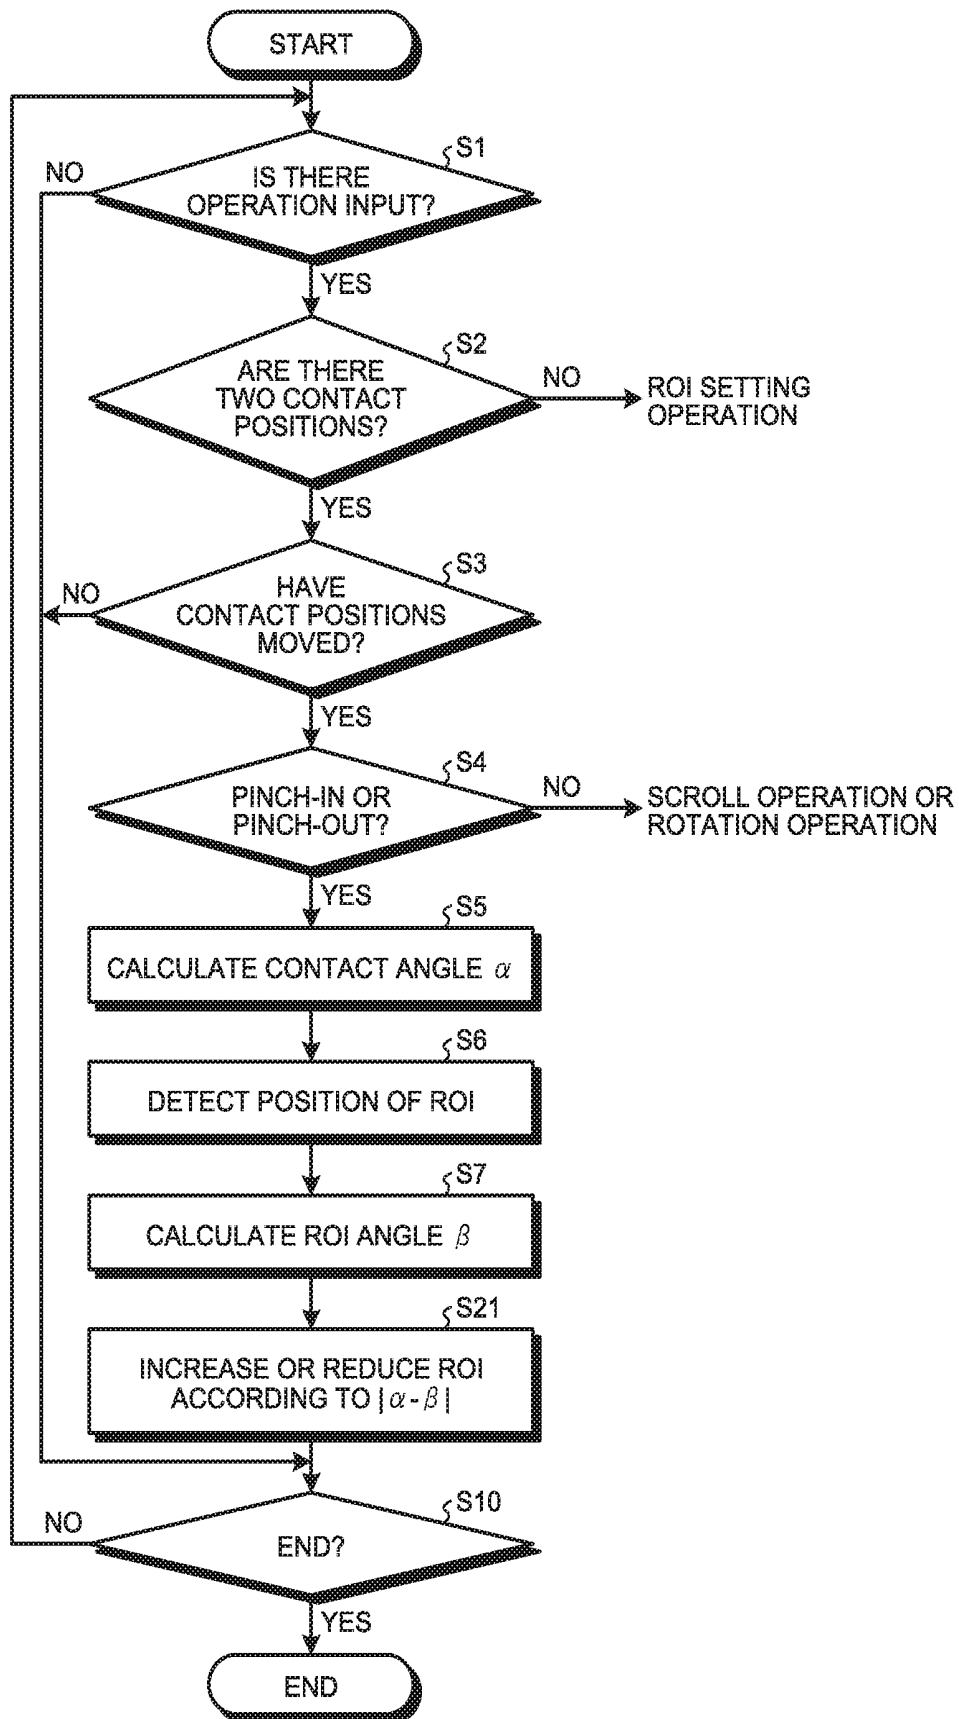 START
S1
NO
IS THERE
OPERATION INPUT?
YES
S2
ARE THERE
TWO CONTACT
POSITIONS?
NO
ROI SETTING
OPERATION
YES
S3
NO
HAVE
CONTACT POSITIONS
MOVED?
YES
S4
PINCH-IN OR
PINCH-OUT?
NO
SCROLL OPERATION OR
ROTATION OPERATION
YES
S5
CALCULATE CONTACT ANGLE α
S6
DETECT POSITION OF ROI
S7
CALCULATE ROI ANGLE β
S21
INCREASE OR REDUCE ROI
ACCORDING TO |α-β|
S10
NO
END?
YES
END